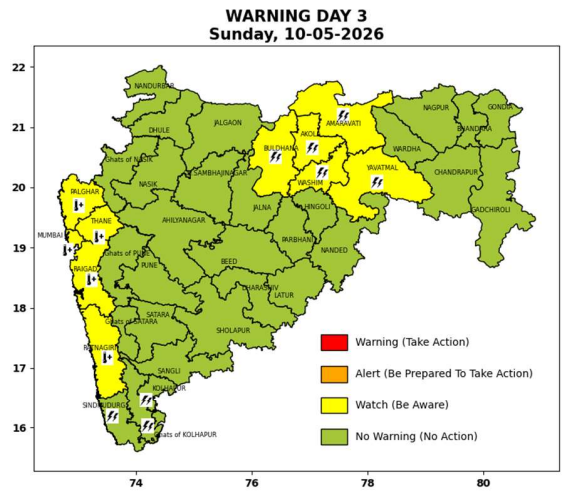 WARNING DAY 3
Sunday, 10-05-2026
22
21
20
19
18
17
16
74
76
78
80
NANDURBAR
DHULE
JALGAON
BULDHANA
AKOLA
AMARAVATI
NAGPUR
GONDIA
BHANDARA
WARDHA
Ghats of NASIK
NASIK
SAMBHAJINAGAR
WASHIM
YAVATMAL
CHANDRAPUR
GADCHIROLI
PALGHAR
THANE
MUMBAI
AHILYANAGAR
JALNA
HINGOLI
PARBHANI
NANDED
RAIGAD
Ghats of PUNE
PUNE
BEED
DHARASHIV
LATUR
SATARA
Ghats of SATARA
SHOLAPUR
RATNAGIRI
SANGLI
KOLHAPUR
SINDHUDURG
Ghats of KOLHAPUR
Warning (Take Action)
Alert (Be Prepared To Take Action)
Watch (Be Aware)
No Warning (No Action)